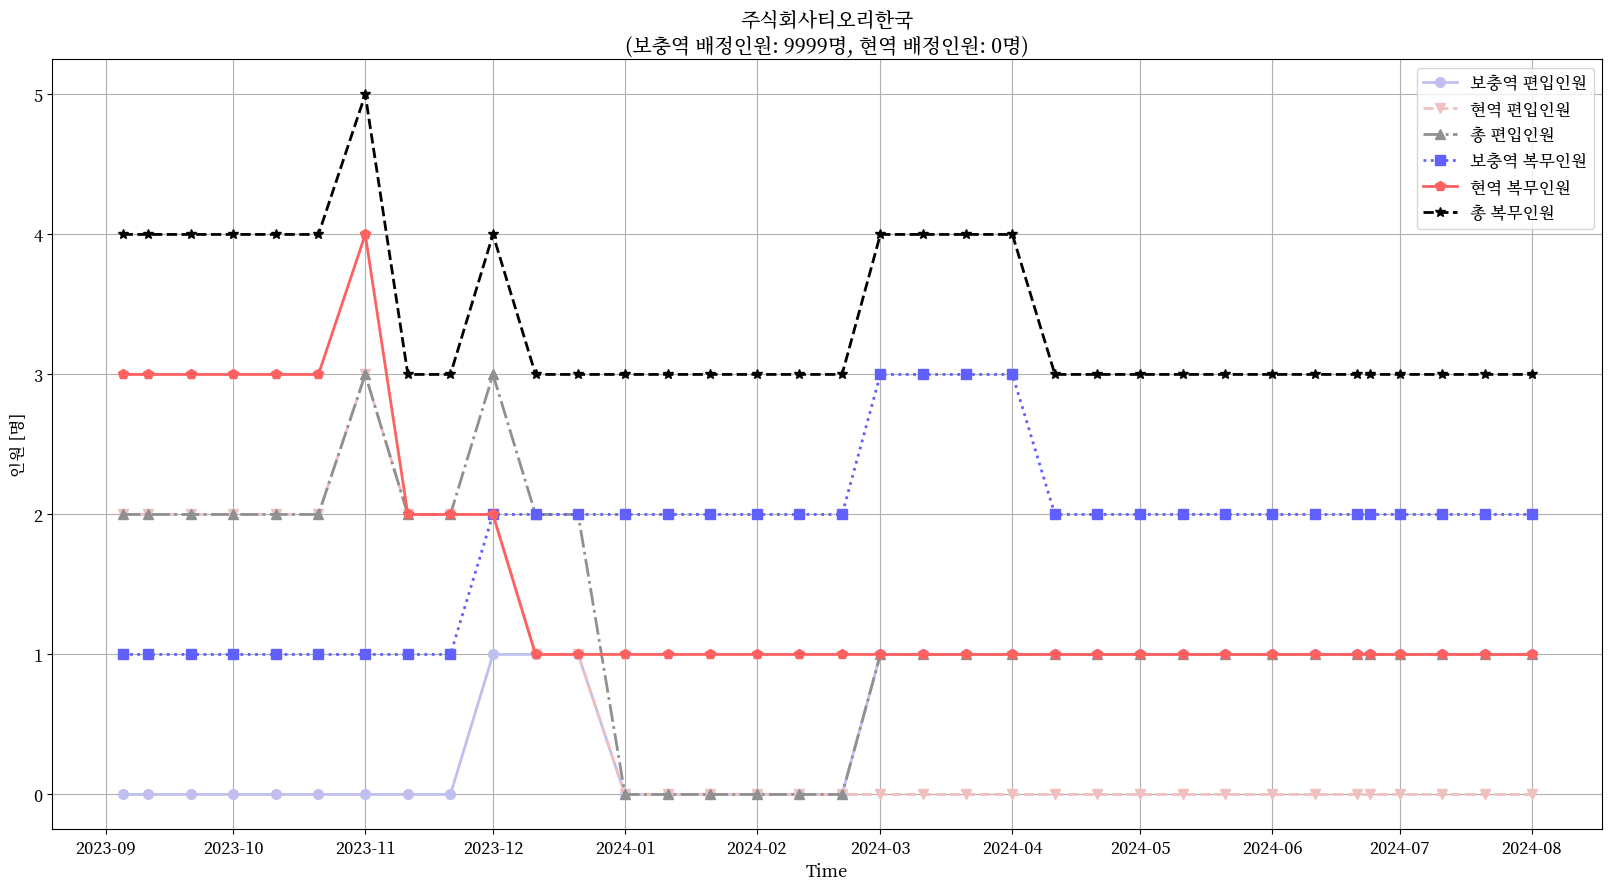 주식회사티오리한국
(보충역 배정인원: 9999명, 현역 배정인원: 0명)
보충역 편입인원
현역 편입인원
총 편입인원
보충역 복무인원
현역 복무인원
총 복무인원
인원 [명]
5
4
3
2
1
0
2023-09 2023-10 2023-11 2023-12 2024-01 2024-02 2024-03 2024-04 2024-05 2024-06 2024-07 2024-08
Time